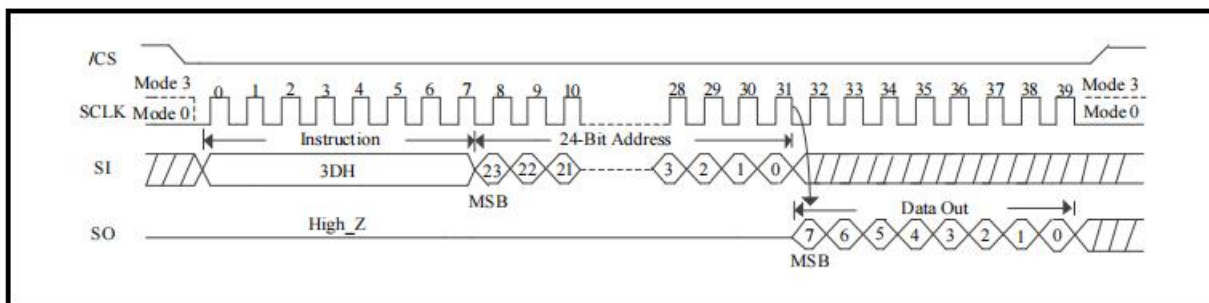 /CS
Mode 3 0 1 2 3 4 5 6 7 8 9 10 28 29 30 31 32 33 34 35 36 37 38 39 Mode 3
SCLK Mode 0 Mode 0
Instruction 24-Bit Address
SI 3DH 23 22 21 3 2 1 0
MSB
High_Z Data Out
SO 7 6 5 4 3 2 1 0
MSB